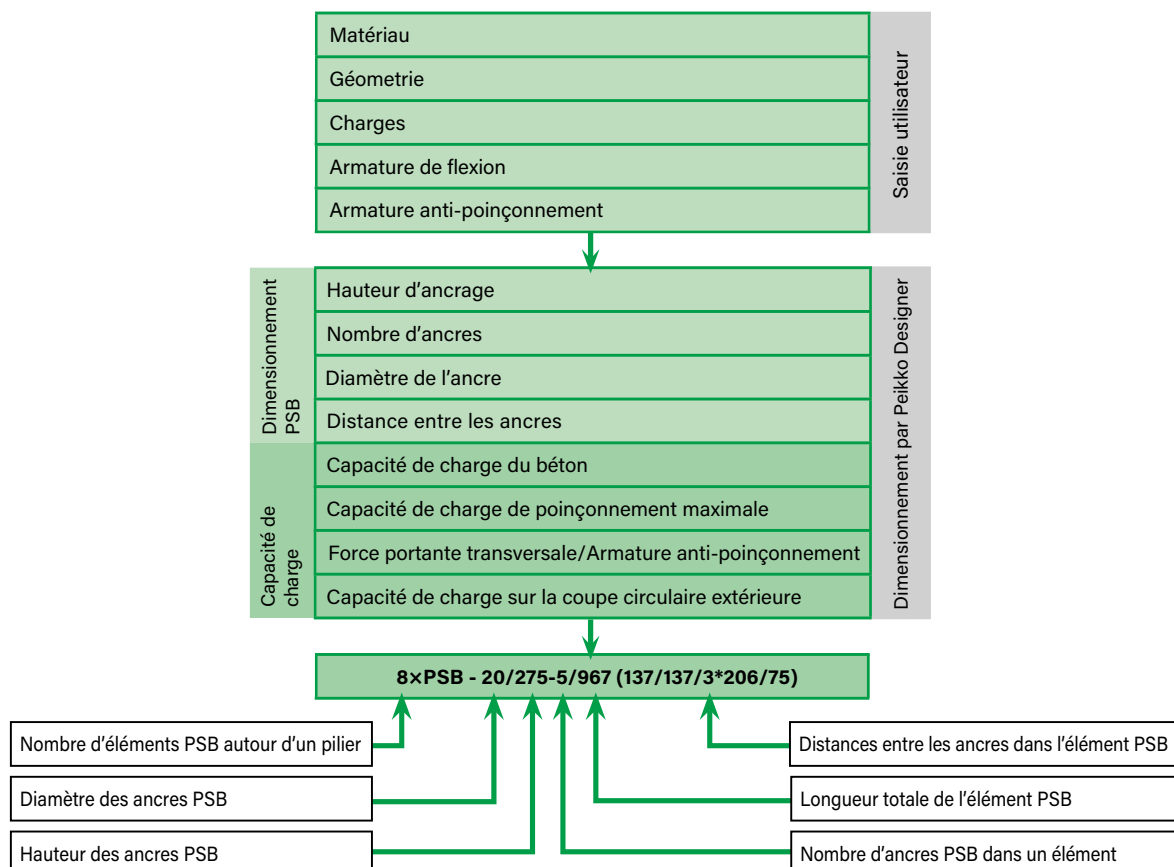 Matériau
Géometrie
Charges
Armature de flexion
Armature anti-poinçonnement
Saisie utilisateur
Dimensionnement
PSB
Hauteur d'ancrage
Nombre d'ancres
Diamètre de l'ancre
Distance entre les ancres
Capacité de
charge
Capacité de charge du béton
Capacité de charge de poinçonnement maximale
Force portante transversale/Armature anti-poinçonnement
Capacité de charge sur la coupe circulaire extérieure
Dimensionnement par Peikko Designer
8×PSB - 20/275-5/967 (137/137/3*206/75)
Nombre d'éléments PSB autour d'un pilier
Diamètre des ancres PSB
Hauteur des ancres PSB
Distances entre les ancres dans l'élément PSB
Longueur totale de l'élément PSB
Nombre d'ancres PSB dans un élément